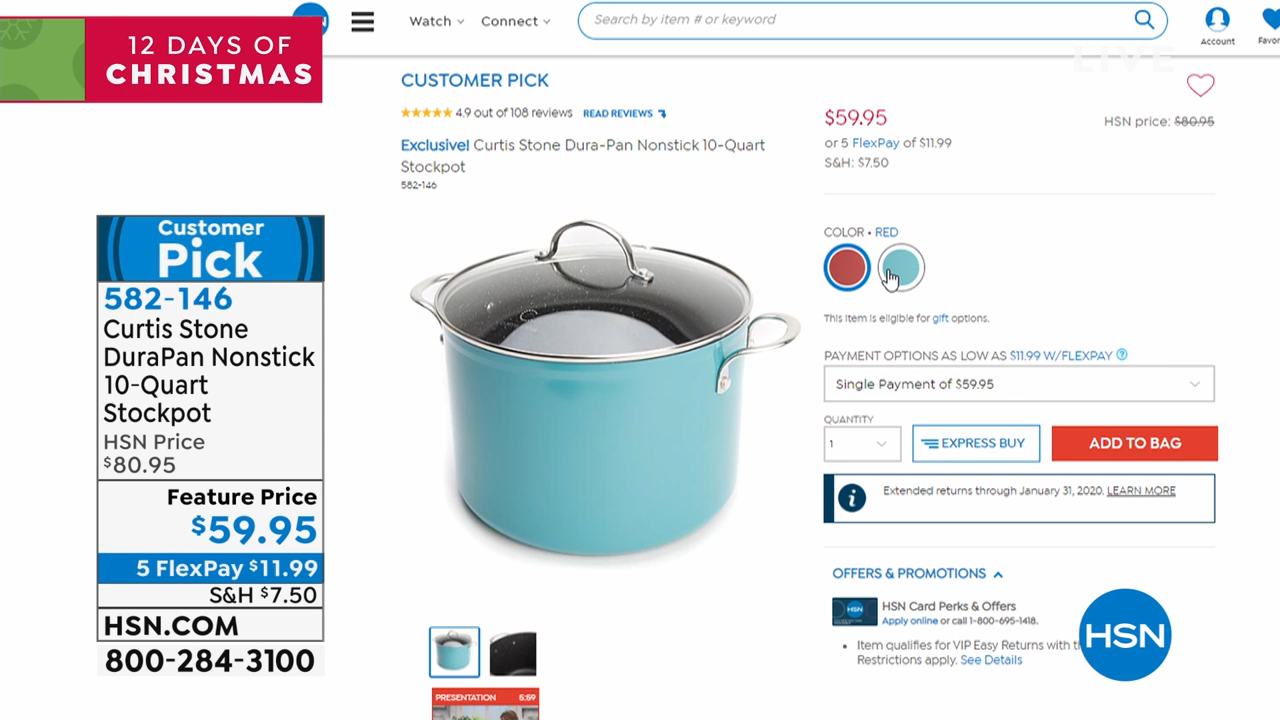 12 DAYS OF
CHRISTMAS
Watch
Connect
Search by item # or keyword
Account
LIVE
CUSTOMER PICK
4.9 out of 108 reviews READ REVIEWS
Exclusive! Curtis Stone Dura-Pan Nonstick 10-Quart
Stockpot
582-146
$59.95
HSN price: $80.95
or 5 FlexPay of $11.99
S&H: $7.50
COLOR • RED
This item is eligible for gift options.
PAYMENT OPTIONS AS LOW AS $11.99 W/FLEXPAY ?
Single Payment of $59.95
QUANTITY
1
EXPRESS BUY
ADD TO BAG
i
Extended returns through January 31, 2020. LEARN MORE
OFFERS & PROMOTIONS
HSN
HSN Card Perks & Offers
Apply online or call 1-800-695-1418.
• Item qualifies for VIP Easy Returns with
Restrictions apply. See Details
HSN
PRESENTATION 5:59
Customer
Pick
582-146
Curtis Stone
DuraPan Nonstick
10-Quart
Stockpot
HSN Price
$80.95
Feature Price
$59.95
5 FlexPay $11.99
S&H $7.50
HSN.COM
800-284-3100